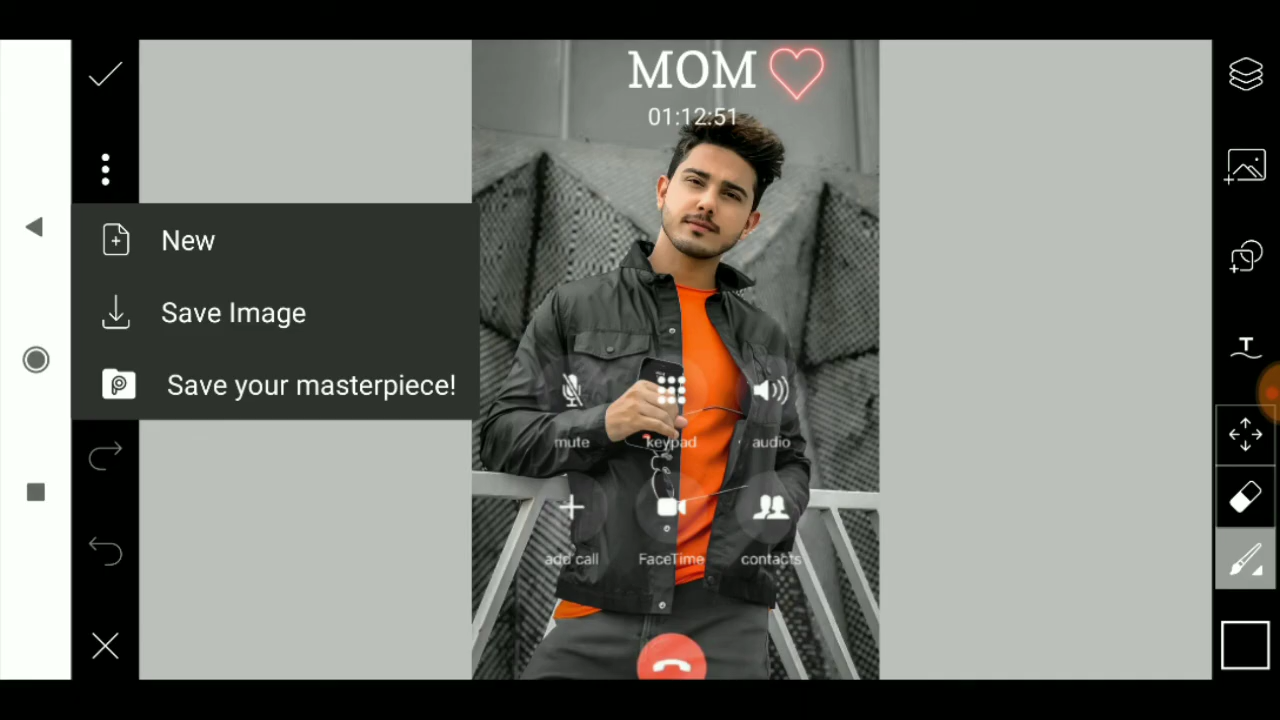 MOM
01:12:51
New
Save Image
Save your masterpiece!
mute keypad audio
add call FaceTime contacts